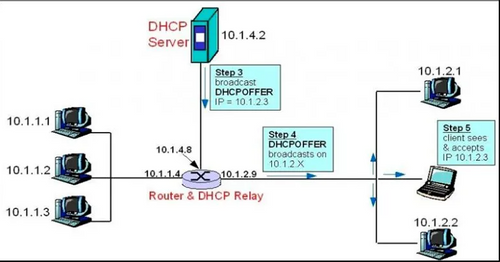 DHCP
Server
10.1.4.2
Step 3
broadcast
DHCPOFFER
IP = 10.1.2.3
10.1.2.1
10.1.1.1
10.1.4.8
Step 4
DHCPOFFER
broadcasts on
10.1.2.X
Step 5
client sees
& accepts
IP 10.1.2.3
10.1.1.2
10.1.1.4
10.1.2.9
Router & DHCP Relay
10.1.1.3
10.1.2.2